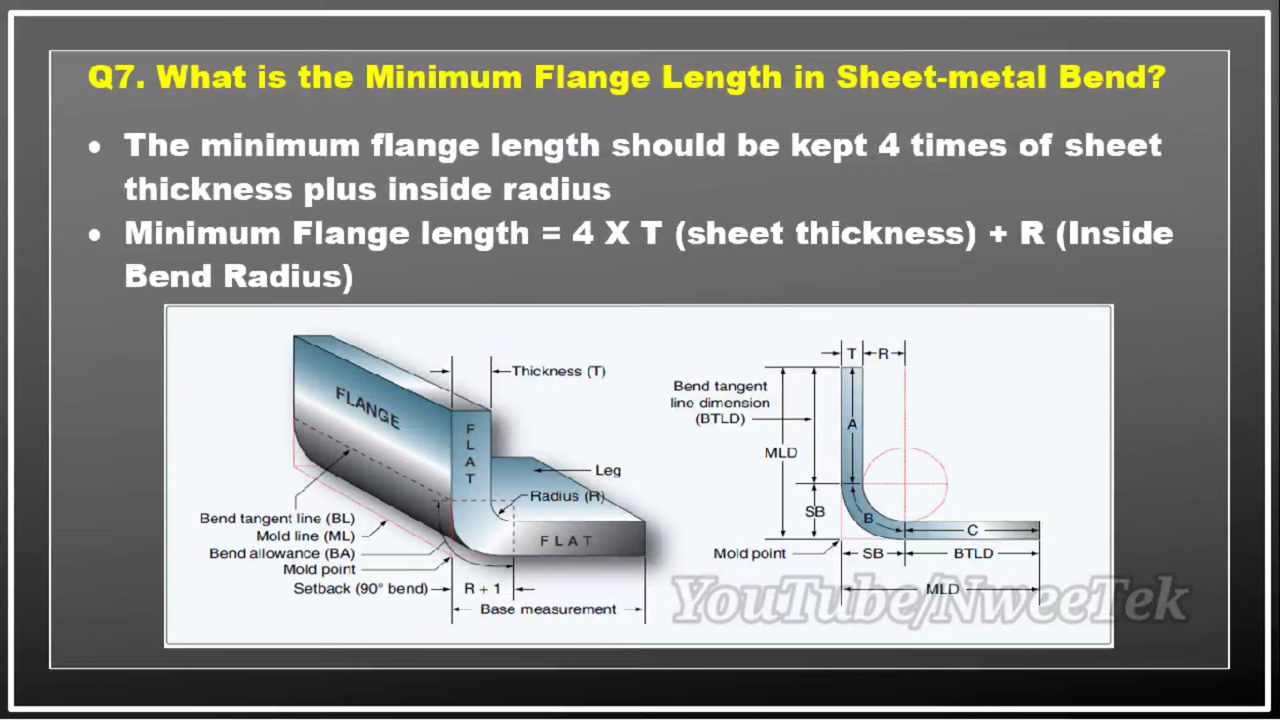 Q7. What is the Minimum Flange Length in Sheet-metal Bend?
• The minimum flange length should be kept 4 times of sheet
thickness plus inside radius
• Minimum Flange length = 4 X T (sheet thickness) + R (Inside
Bend Radius)
Thickness (T)
FLANGE
FLAT
Leg
Radius (R)
FLAT
Bend tangent line (BL)
Mold line (ML)
Bend allowance (BA)
Mold point
Setback (90° bend)
R + 1
Base measurement
T
R
Bend tangent
line dimension
(BTLD)
A
MLD
SB
B
C
Mold point
SB
BTLD
MLD
YouTube/NweeTek